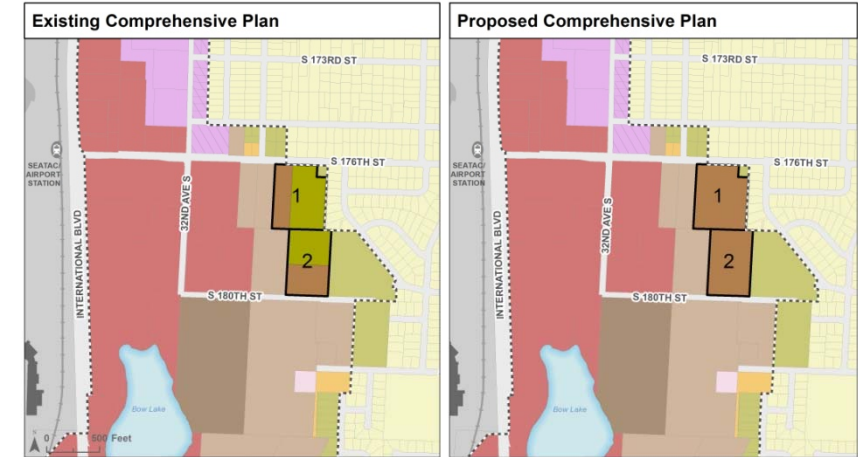 Existing Comprehensive Plan
S 173RD ST
SEATAC/
AIRPORT
STATION
S 176TH ST
INTERNATIONAL BLVD
32ND AVE S
1
2
S 180TH ST
Bow Lake
N
0 500 Feet
Proposed Comprehensive Plan
S 173RD ST
SEATAC/
AIRPORT
STATION
S 176TH ST
INTERNATIONAL BLVD
32ND AVE S
1
2
S 180TH ST
Bow Lake